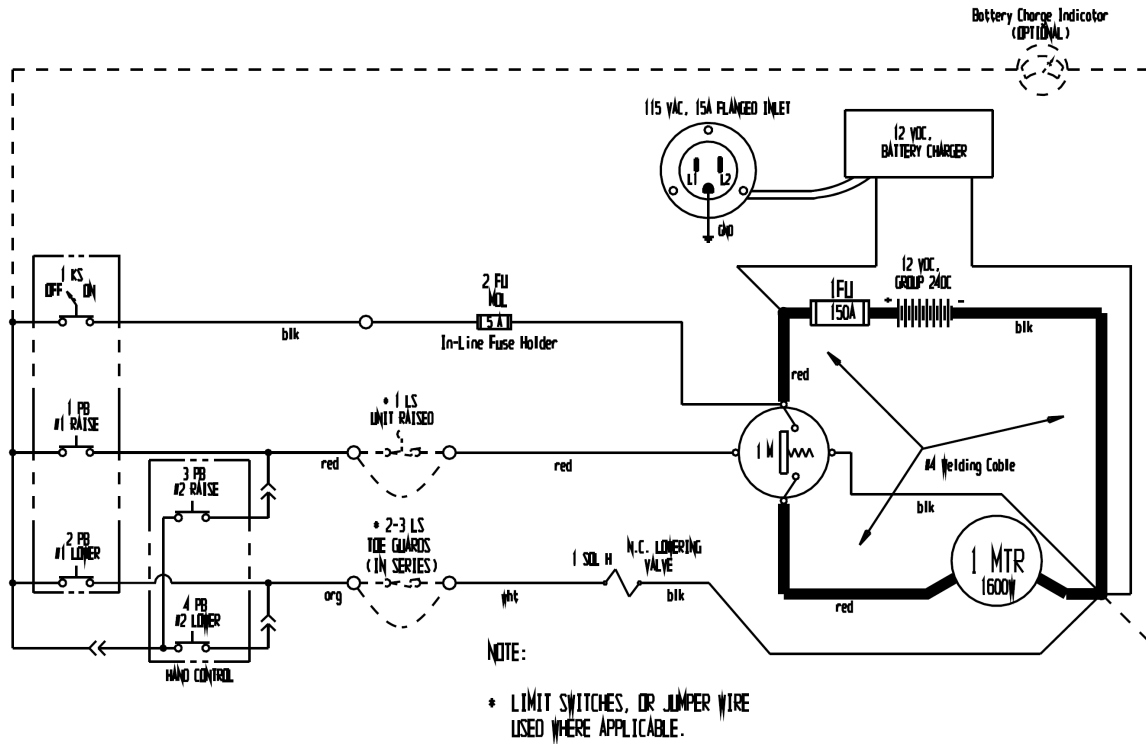 Battery Charge Indicator
(OPTIONAL)
115 VAC, 15A FLANGED INLET
L1 L2
GND
12 VDC,
BATTERY CHARGER
1 KS
OFF ON
blk
2 FU
NOL
5 A
In-Line Fuse Holder
1FU
150A
12 VDC,
GROUP 24DC
+ -
blk
red
1 PB
#1 RAISE
red
* 1 LS
LIMIT RAISED
red
1 M
#4 Welding Cable
blk
3 PB
#2 RAISE
2 PB
#1 LOWER
* 2-3 LS
TOE GUARDS
(IN SERIES)
org
wht
1 SOL H
N.C. LOWERING
VALVE
blk
1 MTR
1600W
red
4 PB
#2 LOWER
HAND CONTROL
NOTE:
* LIMIT SWITCHES, OR JUMPER WIRE
USED WHERE APPLICABLE.